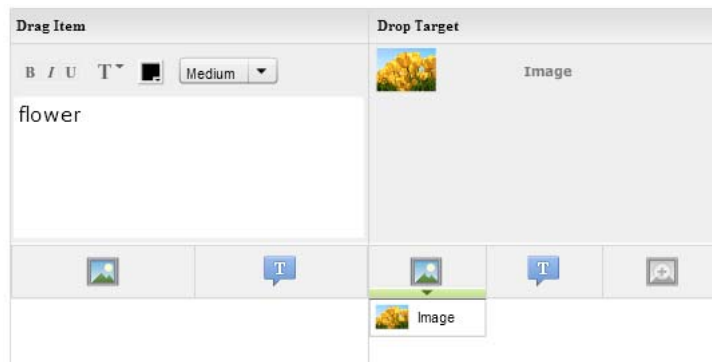 Drag Item
Drop Target
B I U T Medium
Image
flower
T
T
Image